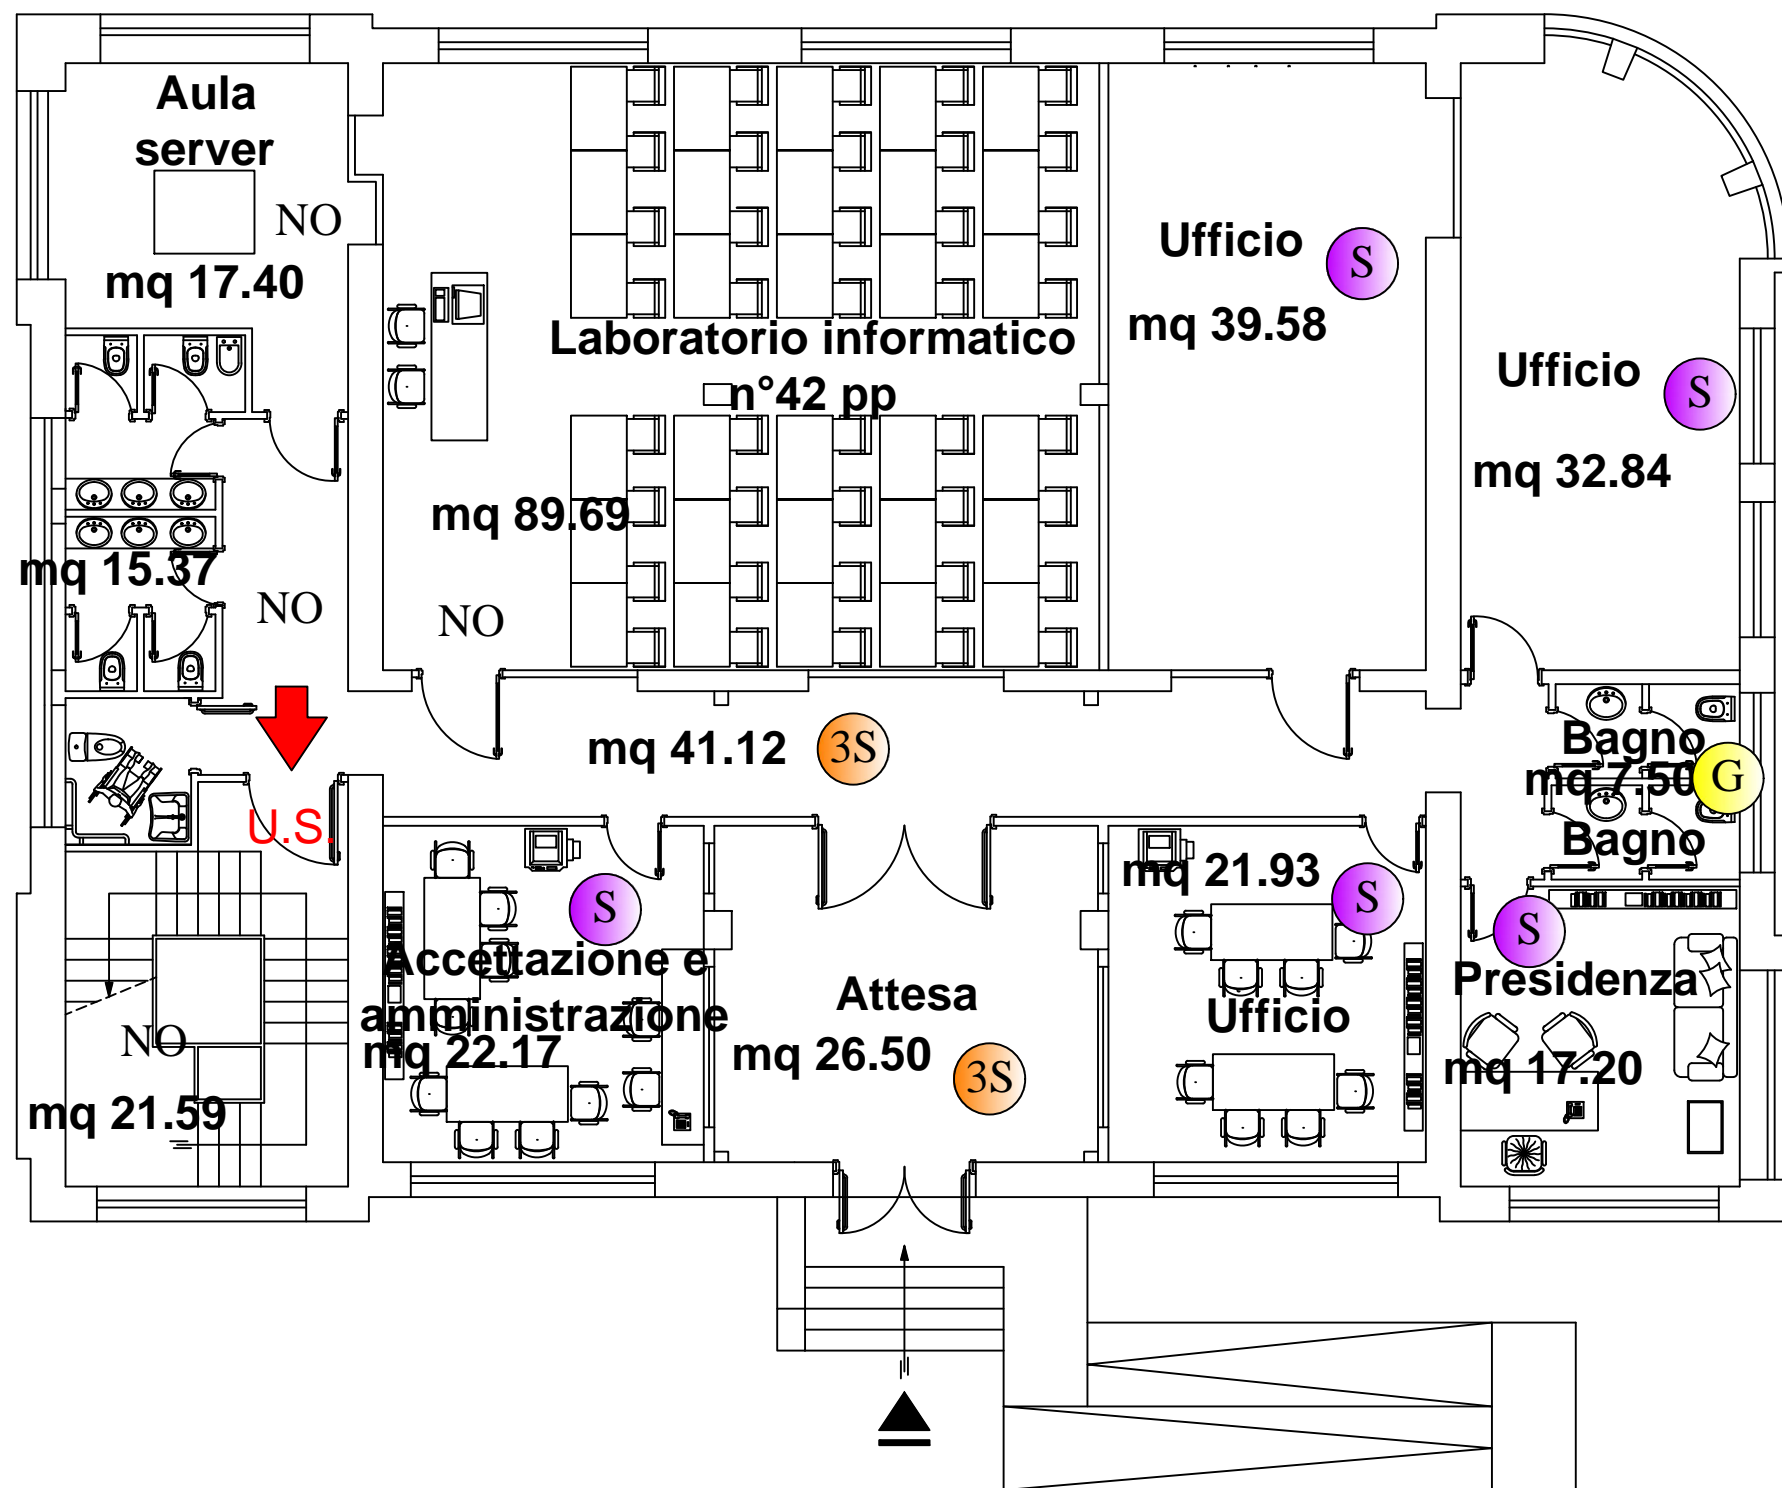 Aula
server
NO
mq 17.40
Laboratorio informatico
n°42 pp
mq 89.69
NO
Ufficio
S
mq 39.58
Ufficio
S
mq 32.84
mq 15.37
NO
U.S.
mq 41.12
3S
Bagno
mq 7.50
G
Bagno
S
Accettazione e
amministrazione
mq 22.17
Attesa
mq 26.50
3S
mq 21.93
S
Ufficio
S
Presidenza
mq 17.20
NO
mq 21.59